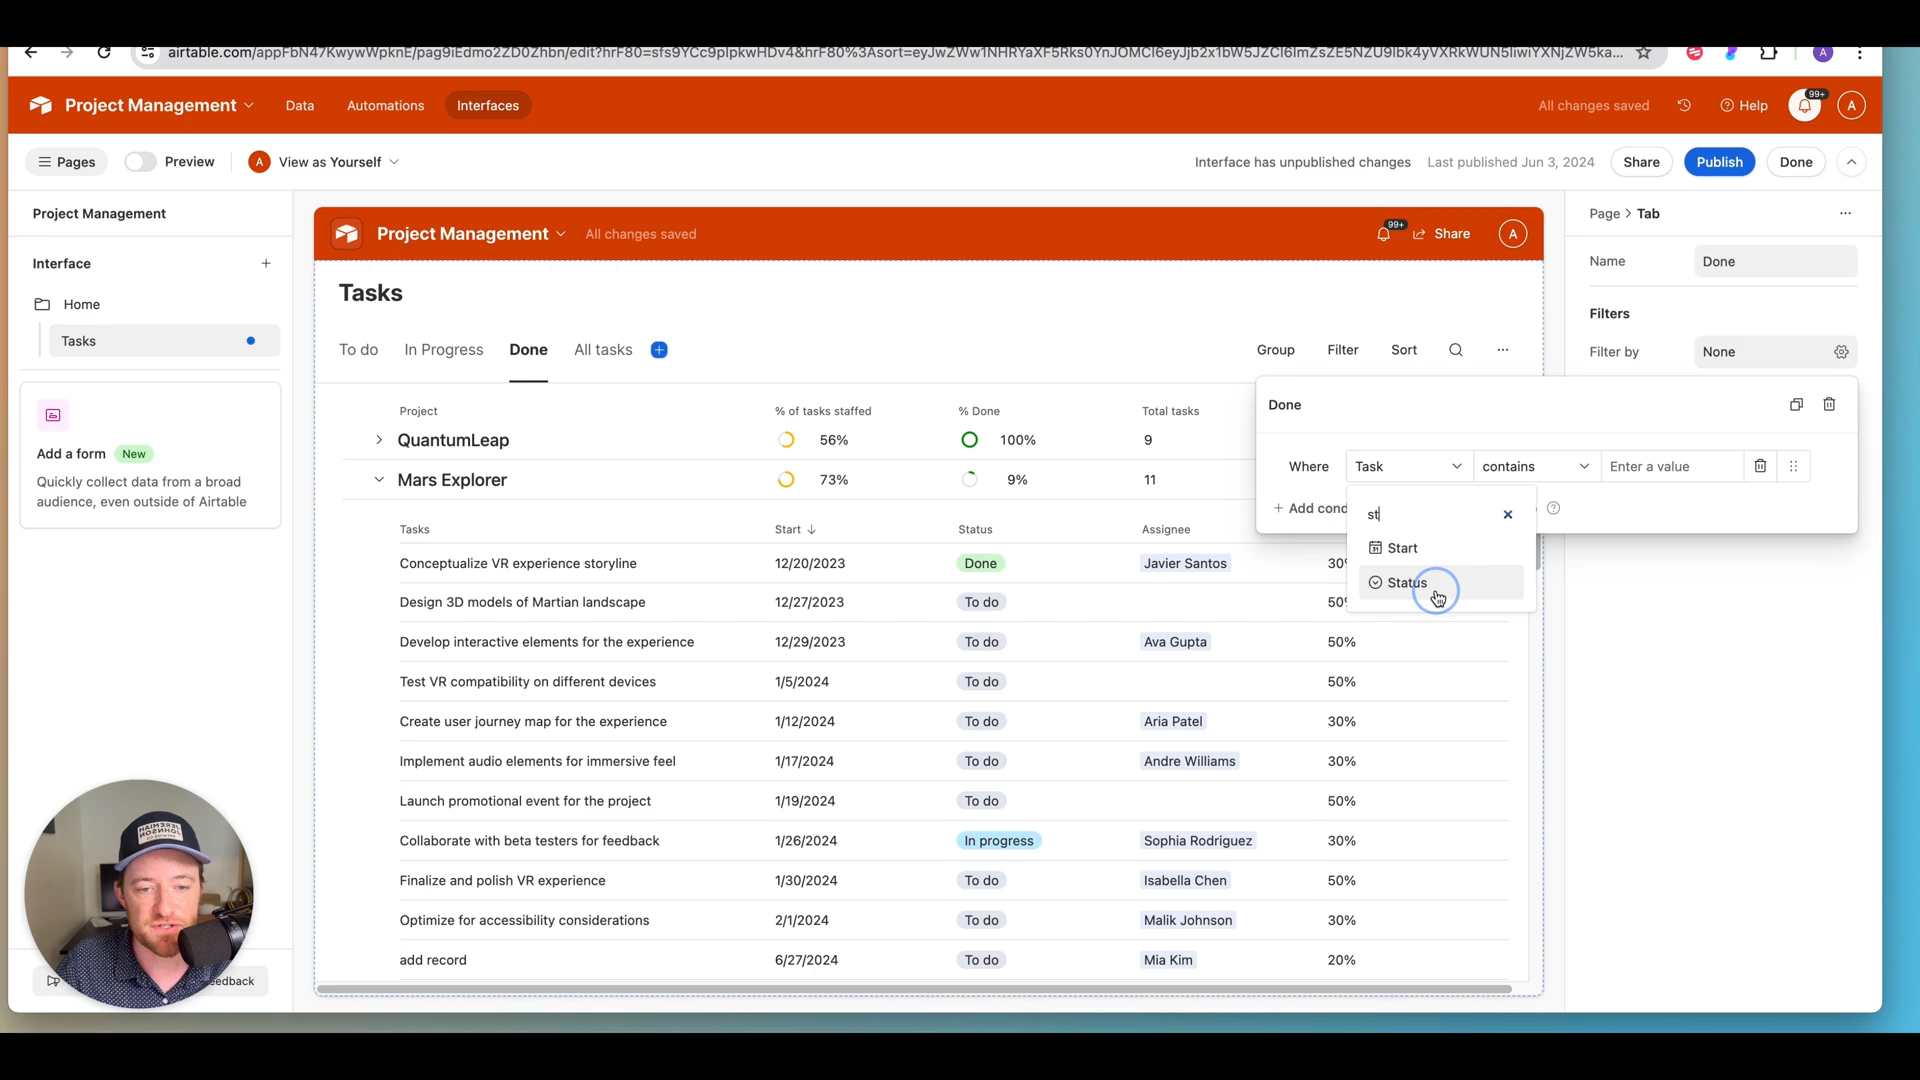 airtable.com/appFbN47KwywWpknE/pag9iEdmo2ZD0Zhbn/edit?hrF80=sfs9YCc9pIpkwHDv4&hrF80%3Asort=eyJwZWw1NHRYaXF5Rks0YnJOMCI6eyJjb2x1bW5JZCI6ImZsZE5NZU9Ibk4yVXRkWUN5IiwiYXNjZW5ka...
A
Project Management
Data
Automations
Interfaces
All changes saved
Help
99+
A
Pages
Preview
A
View as Yourself
Interface has unpublished changes
Last published Jun 3, 2024
Share
Publish
Done
Project Management
Interface
Home
Tasks
Add a form New
Quickly collect data from a broad
audience, even outside of Airtable
edback
Project Management
All changes saved
99+
Share
A
Tasks
To do
In Progress
Done
All tasks
Group
Filter
Sort
Project % of tasks staffed % Done Total tasks
QuantumLeap 56% 100% 9
Mars Explorer 73% 9% 11
Tasks Start Status Assignee
Conceptualize VR experience storyline 12/20/2023 Done Javier Santos 30%
Design 3D models of Martian landscape 12/27/2023 To do 50%
Develop interactive elements for the experience 12/29/2023 To do Ava Gupta 50%
Test VR compatibility on different devices 1/5/2024 To do 50%
Create user journey map for the experience 1/12/2024 To do Aria Patel 30%
Implement audio elements for immersive feel 1/17/2024 To do Andre Williams 30%
Launch promotional event for the project 1/19/2024 To do 50%
Collaborate with beta testers for feedback 1/26/2024 In progress Sophia Rodriguez 30%
Finalize and polish VR experience 1/30/2024 To do Isabella Chen 50%
Optimize for accessibility considerations 2/1/2024 To do Malik Johnson 30%
add record 6/27/2024 To do Mia Kim 20%
Page > Tab
Name Done
Filters
Filter by None
Done
Where Task contains Enter a value
+ Add cond
st
31 Start
Status
JEREMIAH
JOHNSON